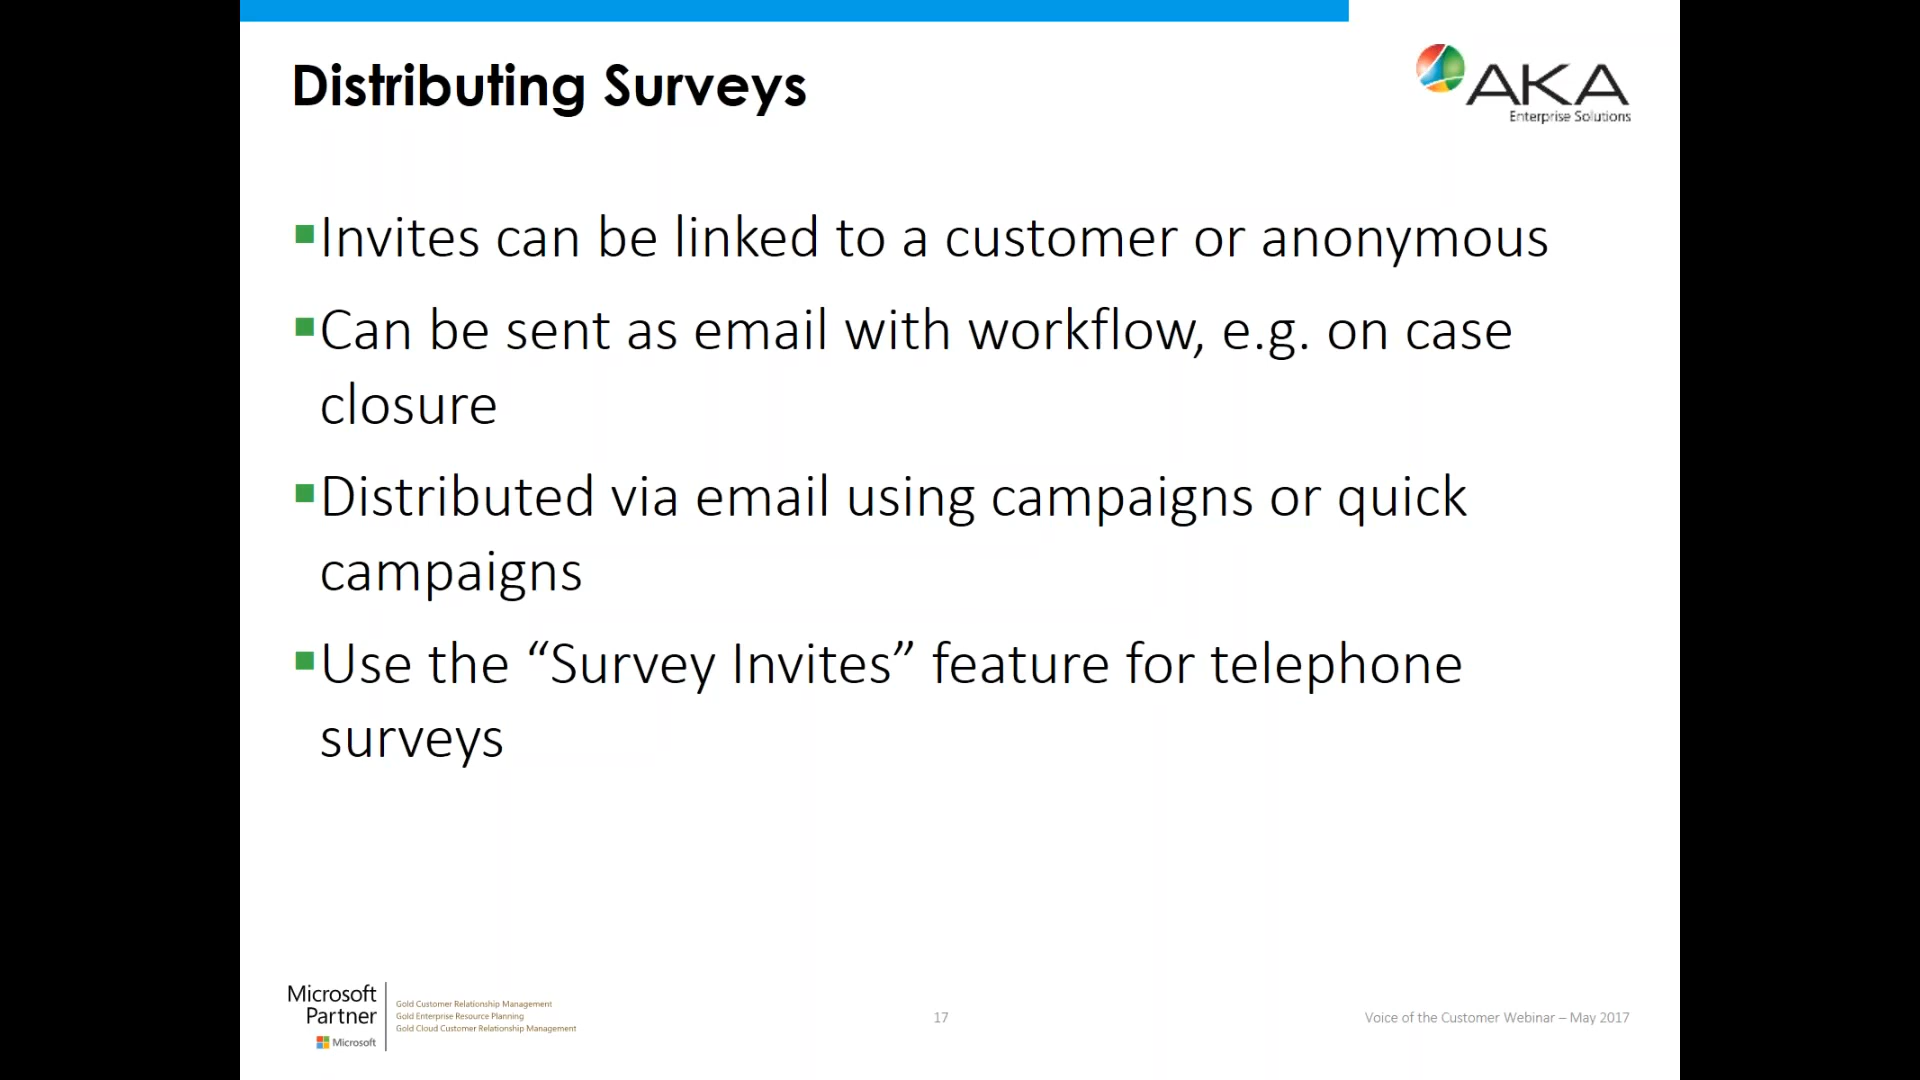 Distributing Surveys
AKA
Enterprise Solutions
▪Invites can be linked to a customer or anonymous
▪Can be sent as email with workflow, e.g. on case
closure
▪Distributed via email using campaigns or quick
campaigns
▪Use the “Survey Invites” feature for telephone
surveys
Microsoft
Partner
Microsoft
Gold Customer Relationship Management
Gold Enterprise Resource Planning
Gold Cloud Customer Relationship Management
17
Voice of the Customer Webinar – May 2017